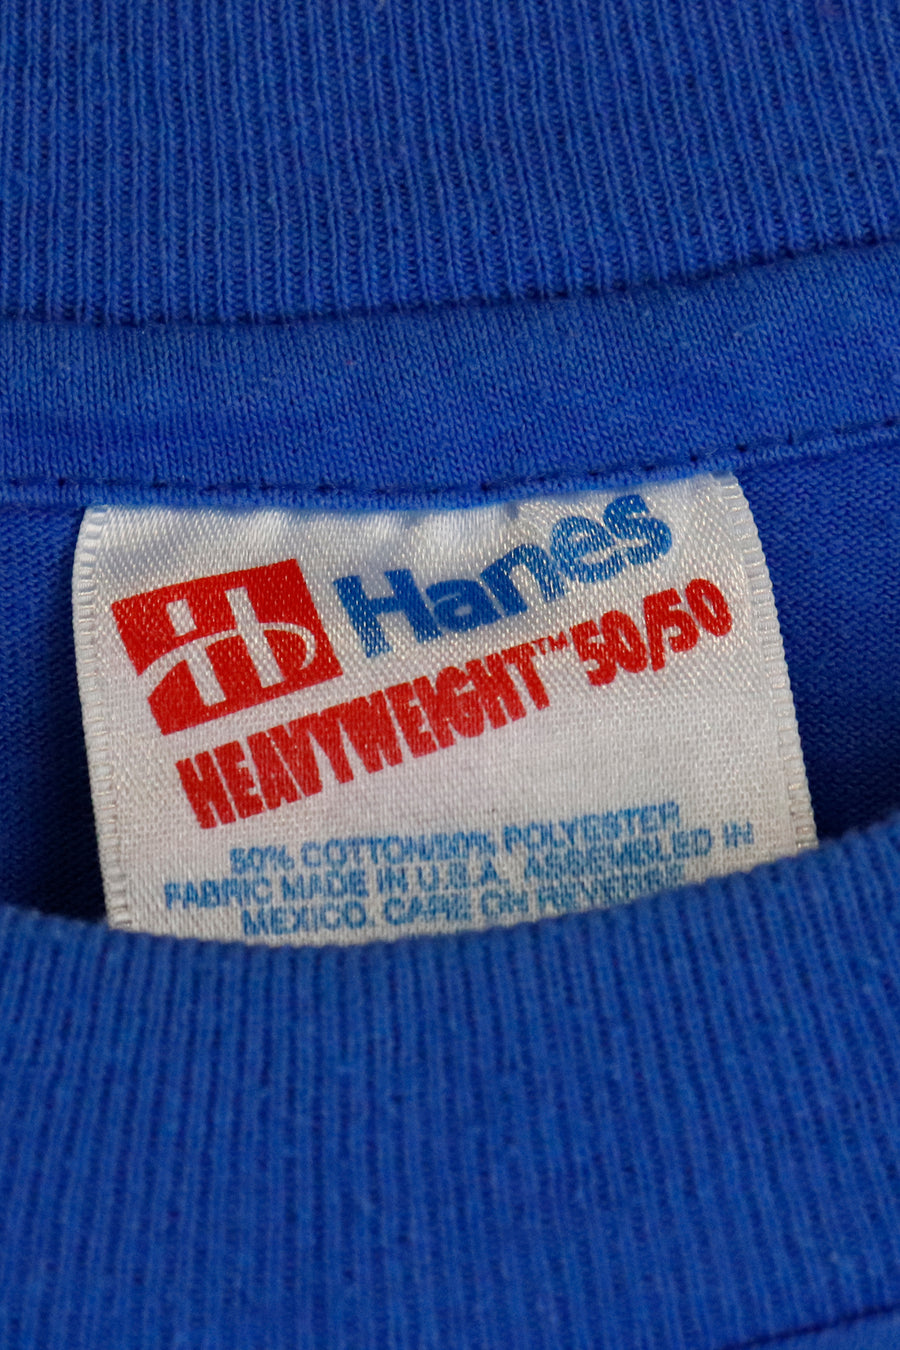 Hanes
HEAVYWEIGHT™ 50/50
50% COTTON/50% POLYESTER
FABRIC MADE IN U.S.A. ASSEMBLED IN
MEXICO. CARE ON REVERSE